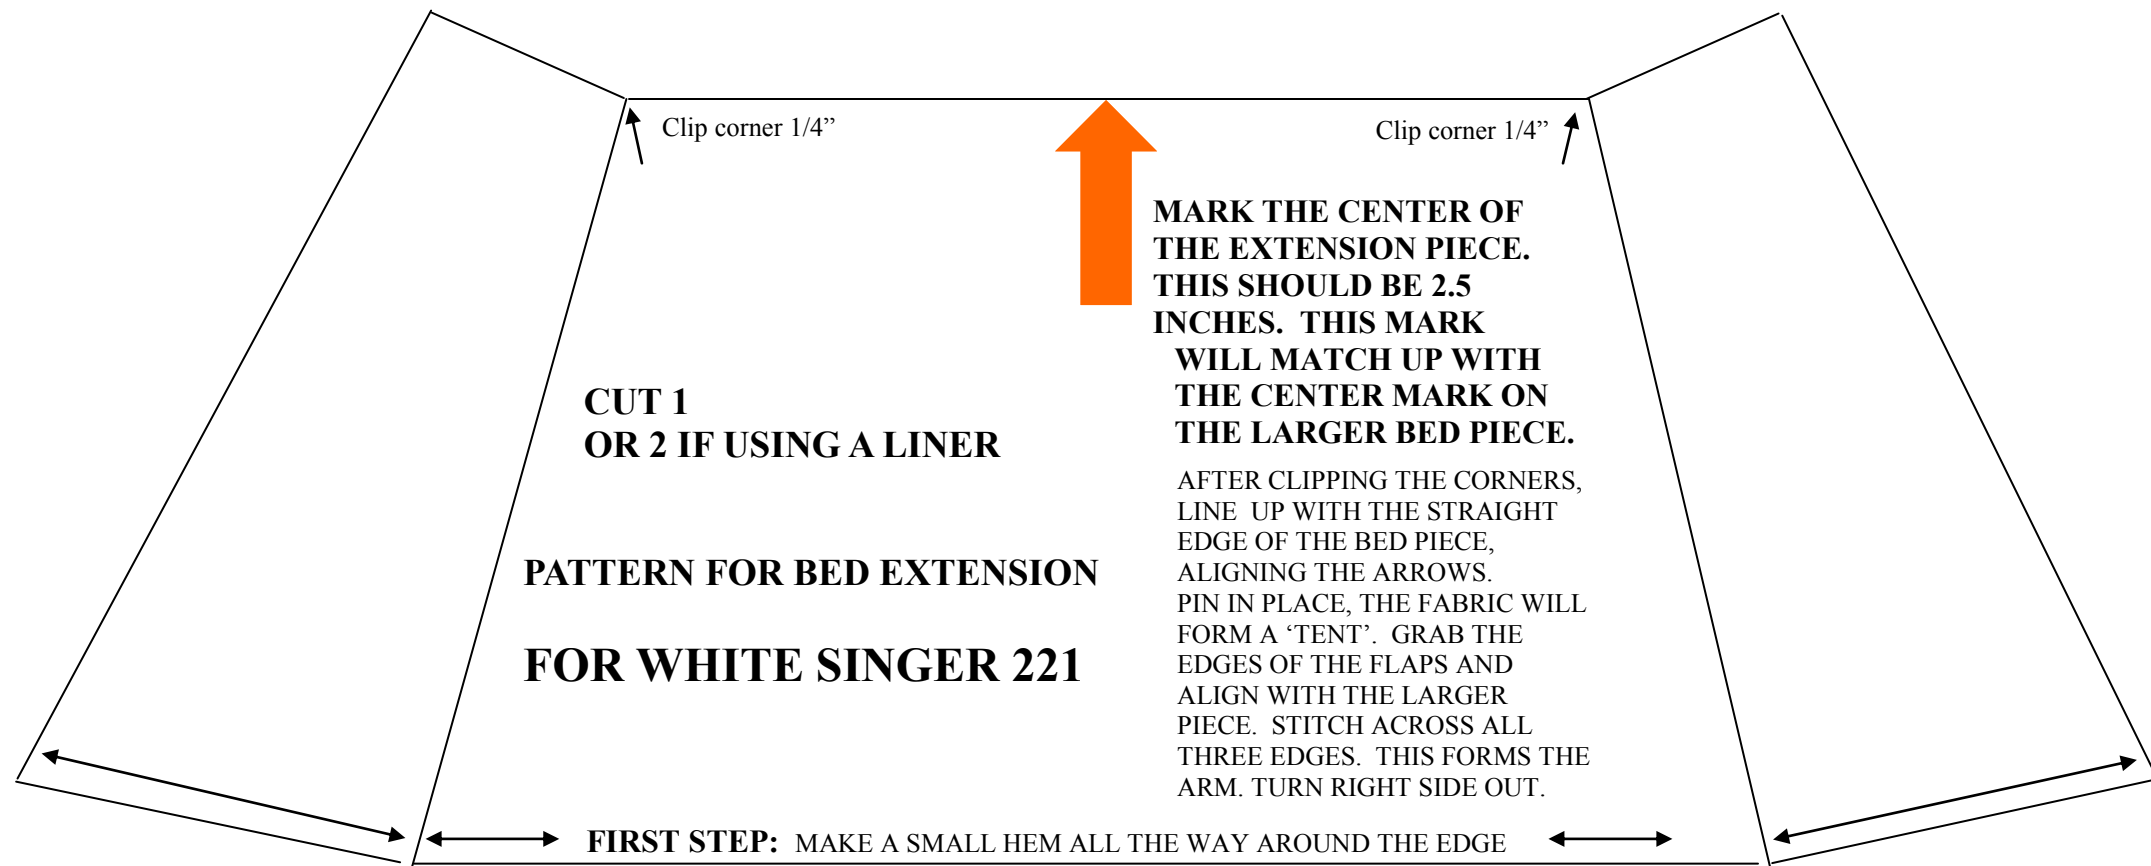 Clip corner 1/4”
Clip corner 1/4”
MARK THE CENTER OF
THE EXTENSION PIECE.
THIS SHOULD BE 2.5
INCHES.  THIS MARK
WILL MATCH UP WITH
THE CENTER MARK ON
THE LARGER BED PIECE.
CUT 1
OR 2 IF USING A LINER
PATTERN FOR BED EXTENSION
FOR WHITE SINGER 221
AFTER CLIPPING THE CORNERS,
LINE  UP WITH THE STRAIGHT
EDGE OF THE BED PIECE,
ALIGNING THE ARROWS.
PIN IN PLACE, THE FABRIC WILL
FORM A ‘TENT’.  GRAB THE
EDGES OF THE FLAPS AND
ALIGN WITH THE LARGER
PIECE.  STITCH ACROSS ALL
THREE EDGES.  THIS FORMS THE
ARM. TURN RIGHT SIDE OUT.
FIRST STEP:  MAKE A SMALL HEM ALL THE WAY AROUND THE EDGE